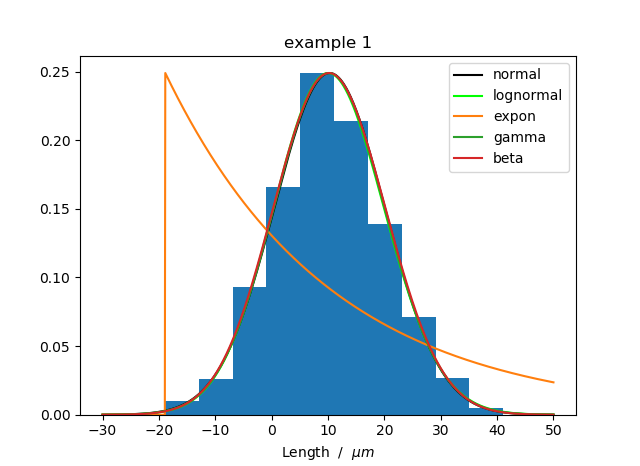 example 1
0.25
0.20
0.15
0.10
0.05
0.00
normal
lognormal
expon
gamma
beta
−30 −20 −10 0 10 20 30 40 50
Length / μm